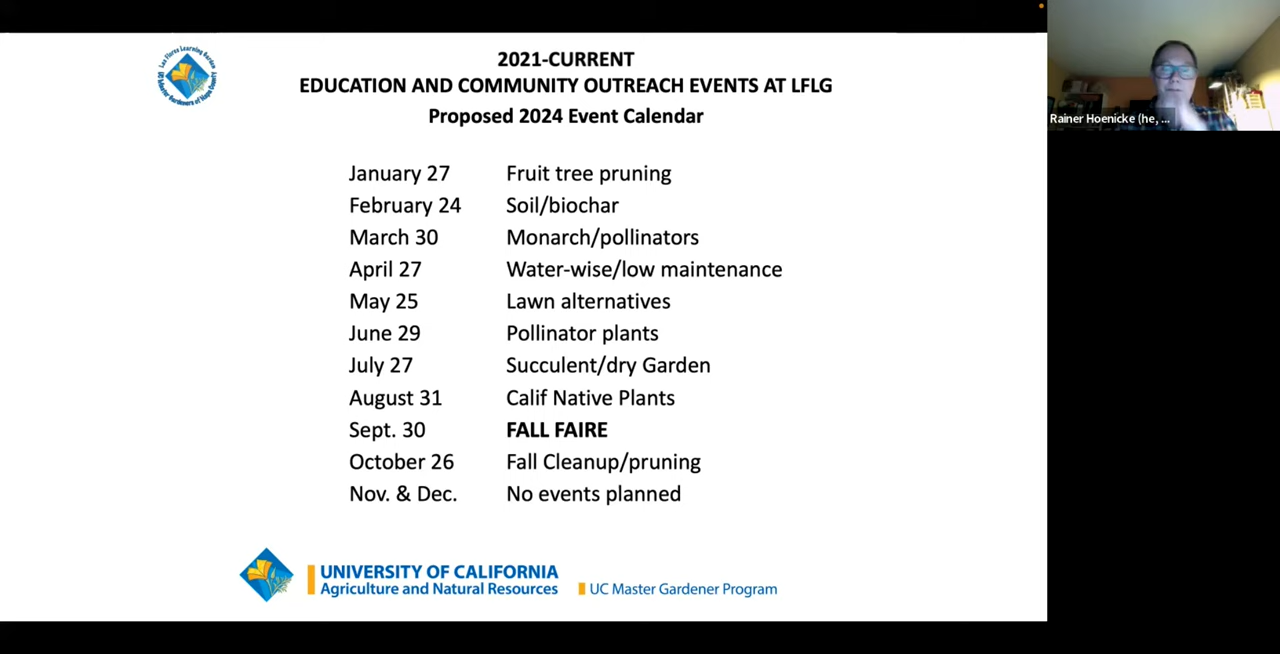 2021-CURRENT
EDUCATION AND COMMUNITY OUTREACH EVENTS AT LFLG
Proposed 2024 Event Calendar
January 27 Fruit tree pruning
February 24 Soil/biochar
March 30 Monarch/pollinators
April 27 Water-wise/low maintenance
May 25 Lawn alternatives
June 29 Pollinator plants
July 27 Succulent/dry Garden
August 31 Calif Native Plants
Sept. 30 FALL FAIRE
October 26 Fall Cleanup/pruning
Nov. & Dec. No events planned
UNIVERSITY OF CALIFORNIA
Agriculture and Natural Resources
UC Master Gardener Program
Rainer Hoenicke (he, ...
Las Flores Learning Garden